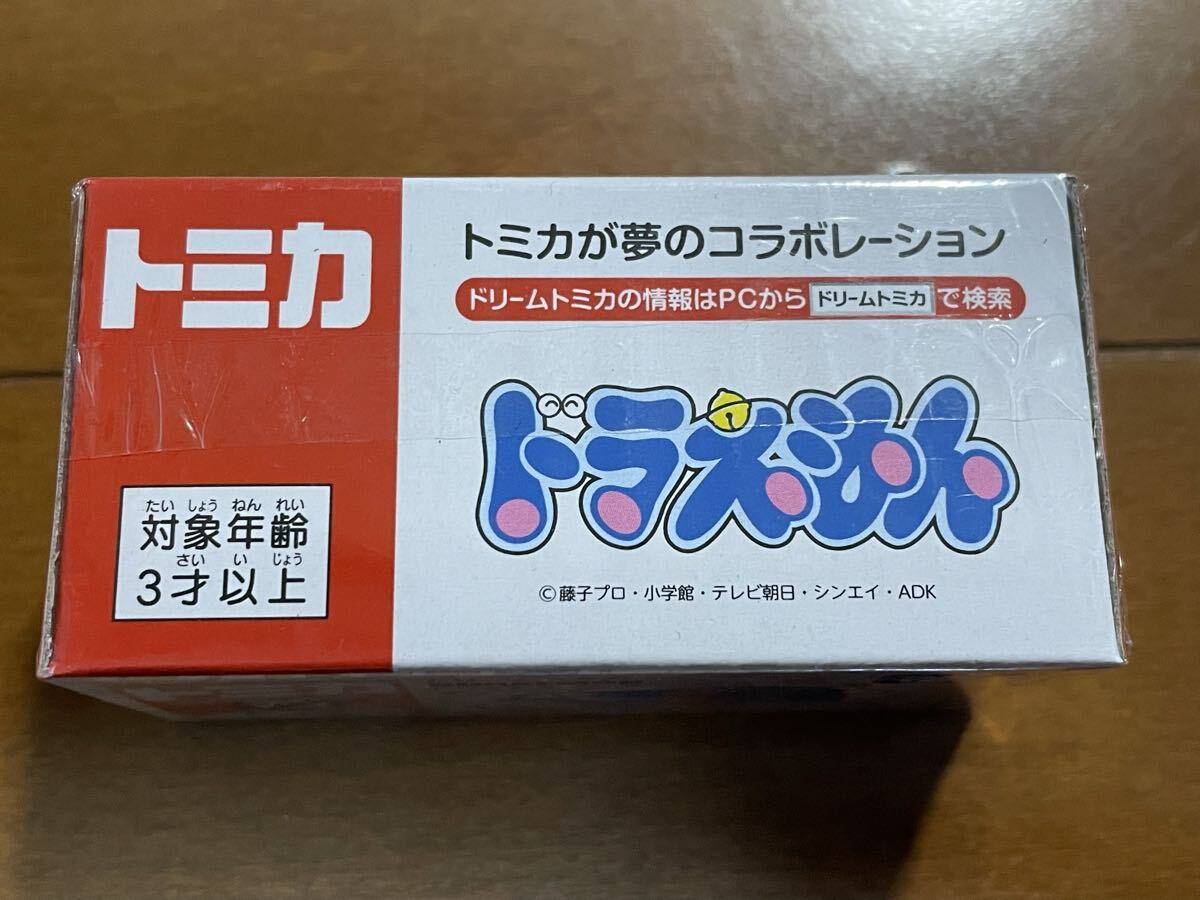 トミカ
トミカが夢のコラボレーション
ドリームトミカの情報はPCから ドリームトミカ で検索
ドラえもん
たいしょうねんれい
対象年齢
さいいじょう
3才以上
©藤子プロ・小学館・テレビ朝日・シンエイ・ADK